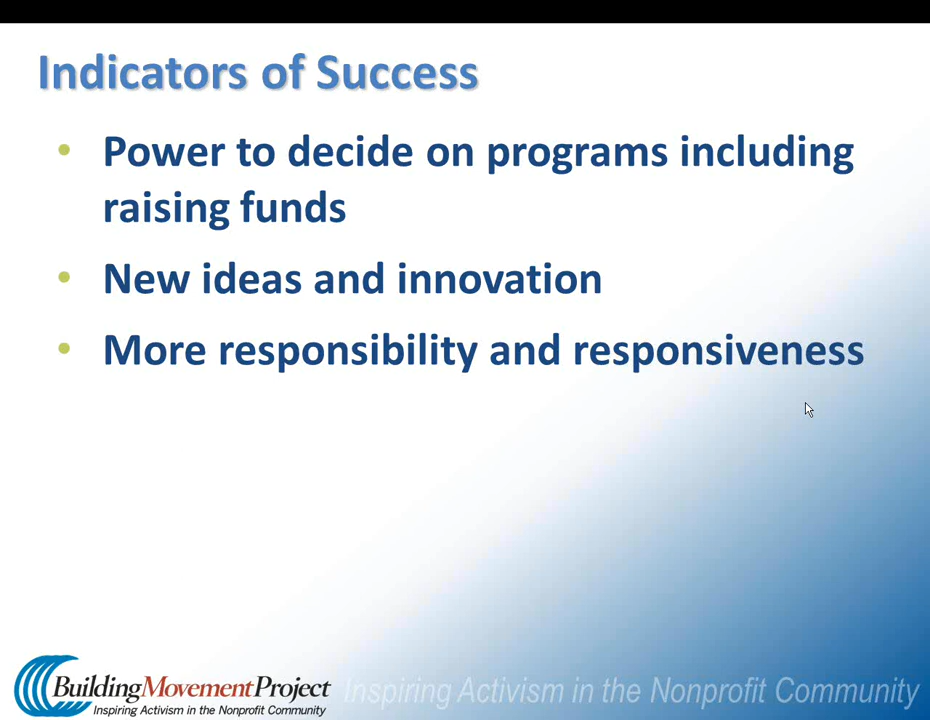 Indicators of Success
• Power to decide on programs including
raising funds
• New ideas and innovation
• More responsibility and responsiveness
BuildingMovementProject
Inspiring Activism in the Nonprofit Community
Inspiring Activism in the Nonprofit Community